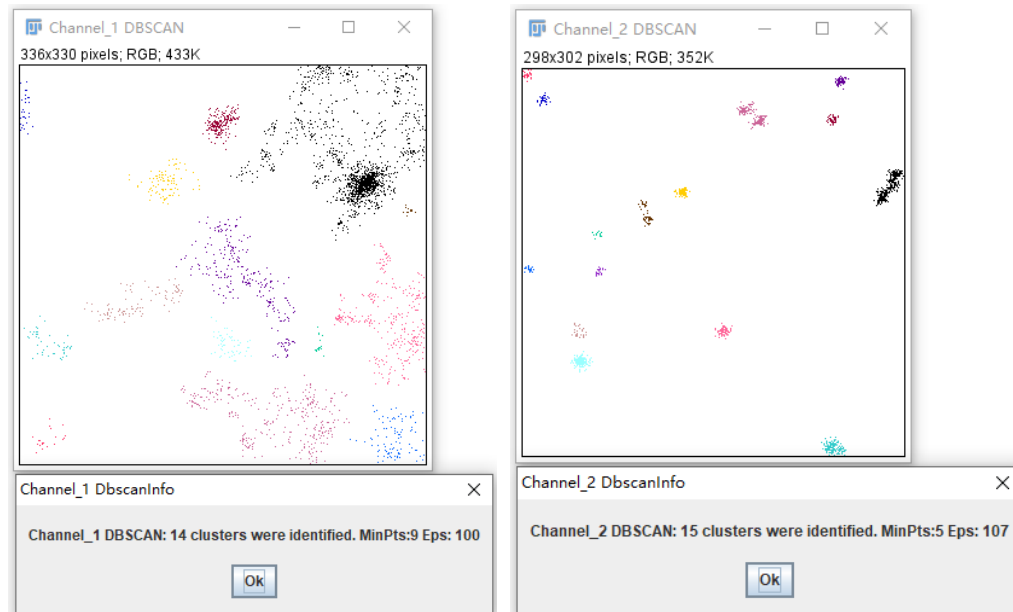 Channel_1 DBSCAN
336x330 pixels; RGB; 433K
Channel_1 DbscanInfo
Channel_1 DBSCAN: 14 clusters were identified. MinPts:9 Eps: 100
Ok
Channel_2 DBSCAN
298x302 pixels; RGB; 352K
Channel_2 DbscanInfo
Channel_2 DBSCAN: 15 clusters were identified. MinPts:5 Eps: 107
Ok